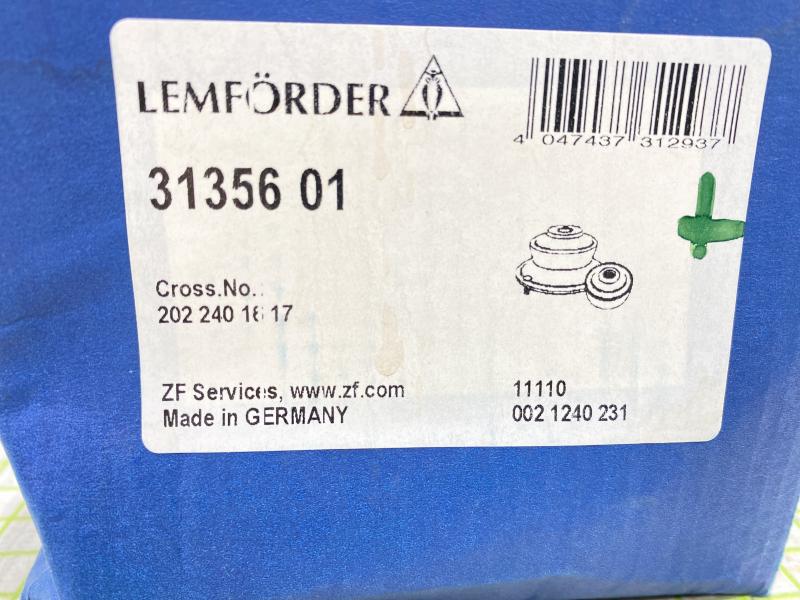 LEMFÖRDER
4 047437 312937
31356 01
Cross.No.:
202 240 16 17
ZF Services, www.zf.com
Made in GERMANY
11110
002 1240 231